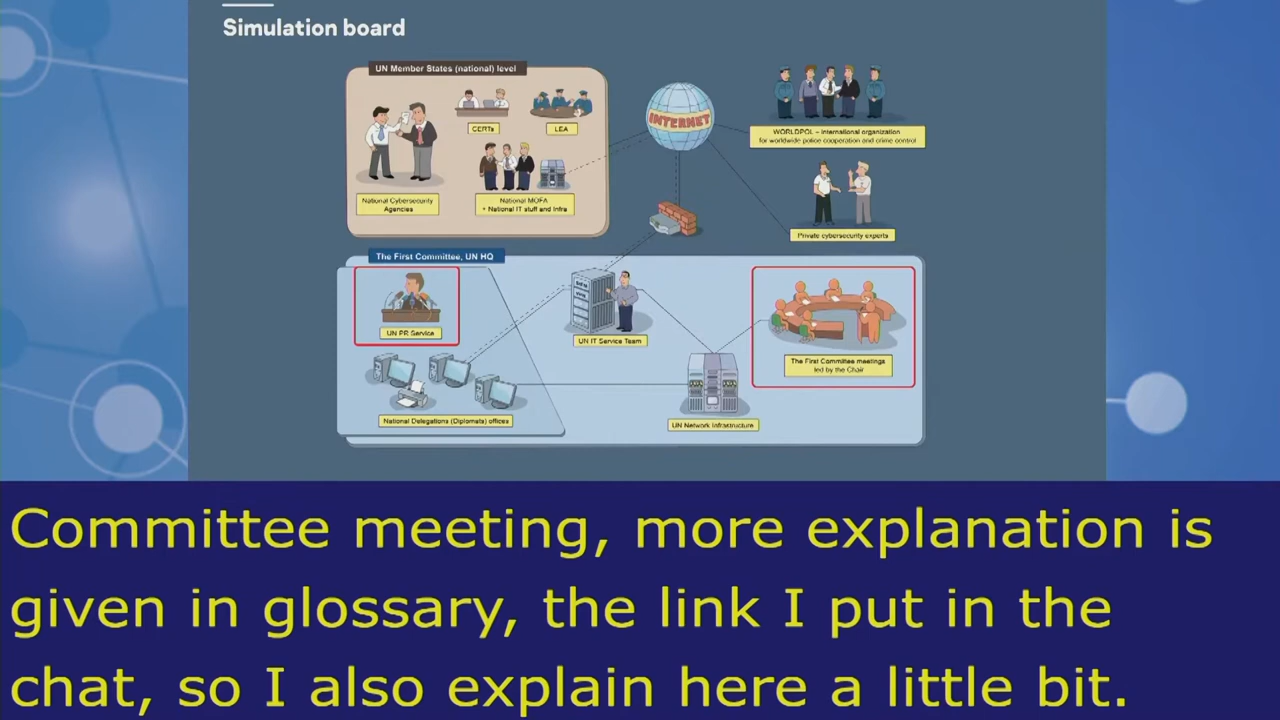 Simulation board
UN Member States (national) level
CERTs
LEA
National Cybersecurity
Agencies
National MOFA
+ National IT stuff and Infra
INTERNET
WORLDPOL – International organization
for worldwide police cooperation and crime control
Private cybersecurity experts
The First Committee, UN HQ
UN PR Service
UN IT Service Team
The First Committee meetings
led by the Chair
National Delegations (Diplomats) offices
UN Network Infrastructure
Committee meeting, more explanation is
given in glossary, the link I put in the
chat, so I also explain here a little bit.